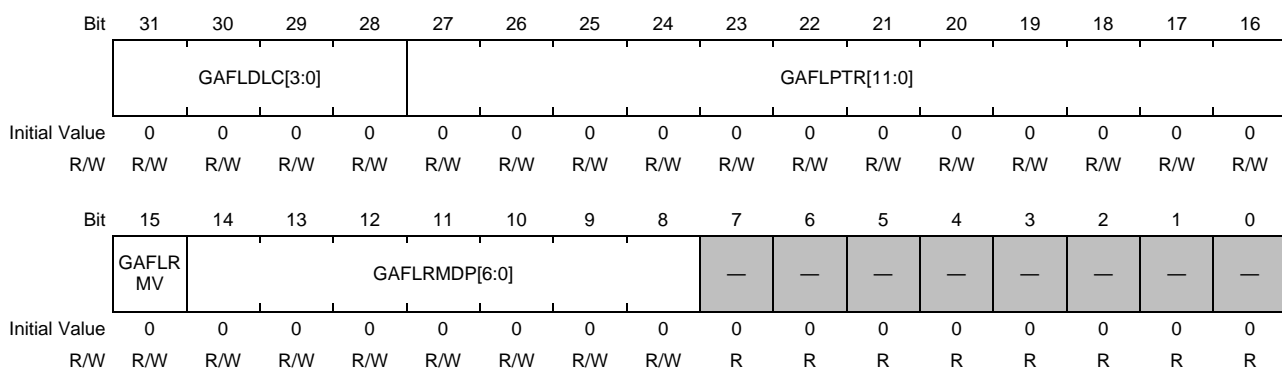 Bit 31 30 29 28 27 26 25 24 23 22 21 20 19 18 17 16
GAFLDLC[3:0] GAFLPTR[11:0]
Initial Value 0 0 0 0 0 0 0 0 0 0 0 0 0 0 0 0
R/W R/W R/W R/W R/W R/W R/W R/W R/W R/W R/W R/W R/W R/W R/W R/W R/W
Bit 15 14 13 12 11 10 9 8 7 6 5 4 3 2 1 0
GAFLR
MV GAFLRMDP[6:0] — — — — — — — —
Initial Value 0 0 0 0 0 0 0 0 0 0 0 0 0 0 0 0
R/W R/W R/W R/W R/W R/W R/W R/W R/W R R R R R R R R